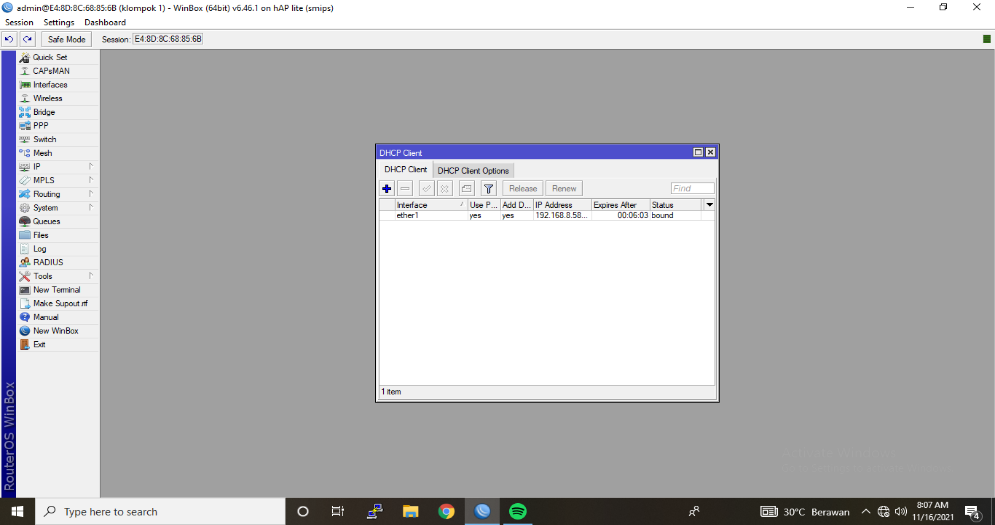 admin@E4:8D:8C:68:85:6B (klompok 1) - WinBox (64bit) v6.46.1 on hAP lite (smips)
Session Settings Dashboard
Safe Mode Session: E4:8D:8C:68:85:6B
Quick Set
CAPsMAN
Interfaces
Wireless
Bridge
PPP
Switch
Mesh
IP
MPLS
Routing
System
Queues
Files
Log
RADIUS
Tools
New Terminal
Make Supout.rif
Manual
New WinBox
Exit
RouterOS WinBox
DHCP Client
DHCP Client DHCP Client Options
Release Renew Find
Interface Use P... Add D... IP Address Expires After Status
ether1 yes yes 192.168.8.58... 00:06:03 bound
1 item
Type here to search
30°C Berawan
8:07 AM
11/16/2021
4